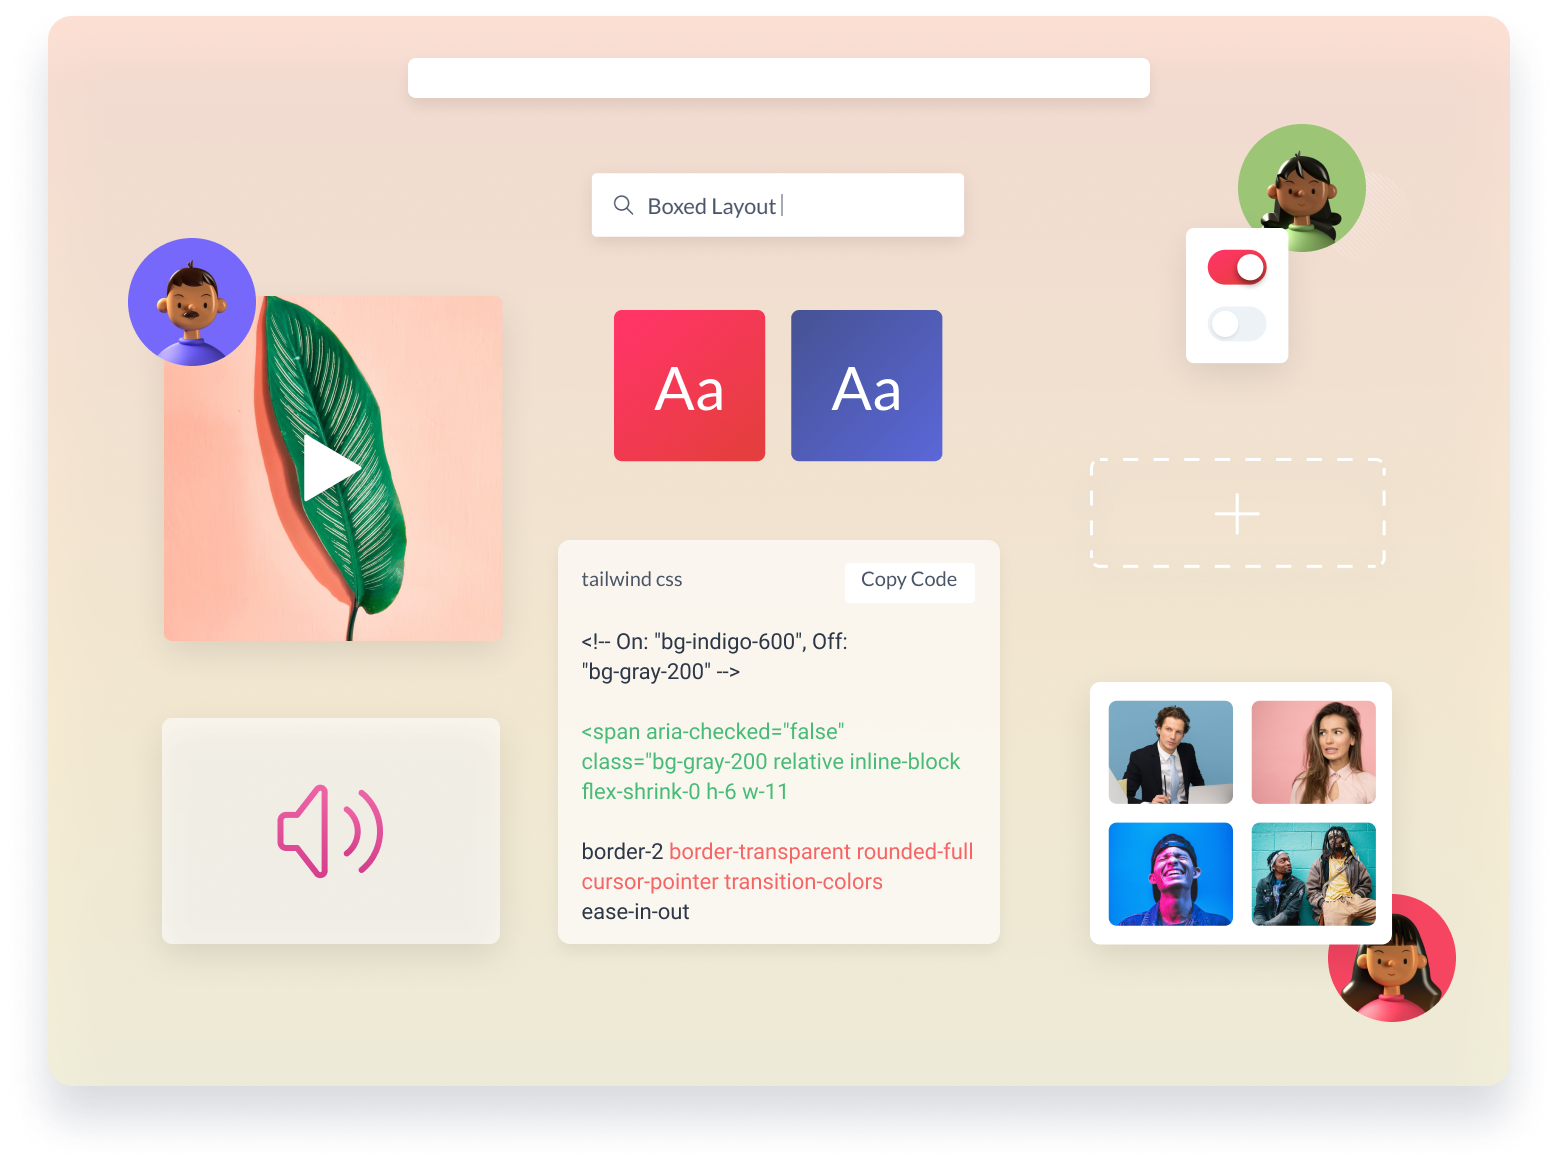 Boxed Layout
Aa
Aa
tailwind css
Copy Code
<!-- On: "bg-indigo-600", Off:
"bg-gray-200" -->
<span aria-checked="false"
class="bg-gray-200 relative inline-block
flex-shrink-0 h-6 w-11
border-2 border-transparent rounded-full
cursor-pointer transition-colors
ease-in-out